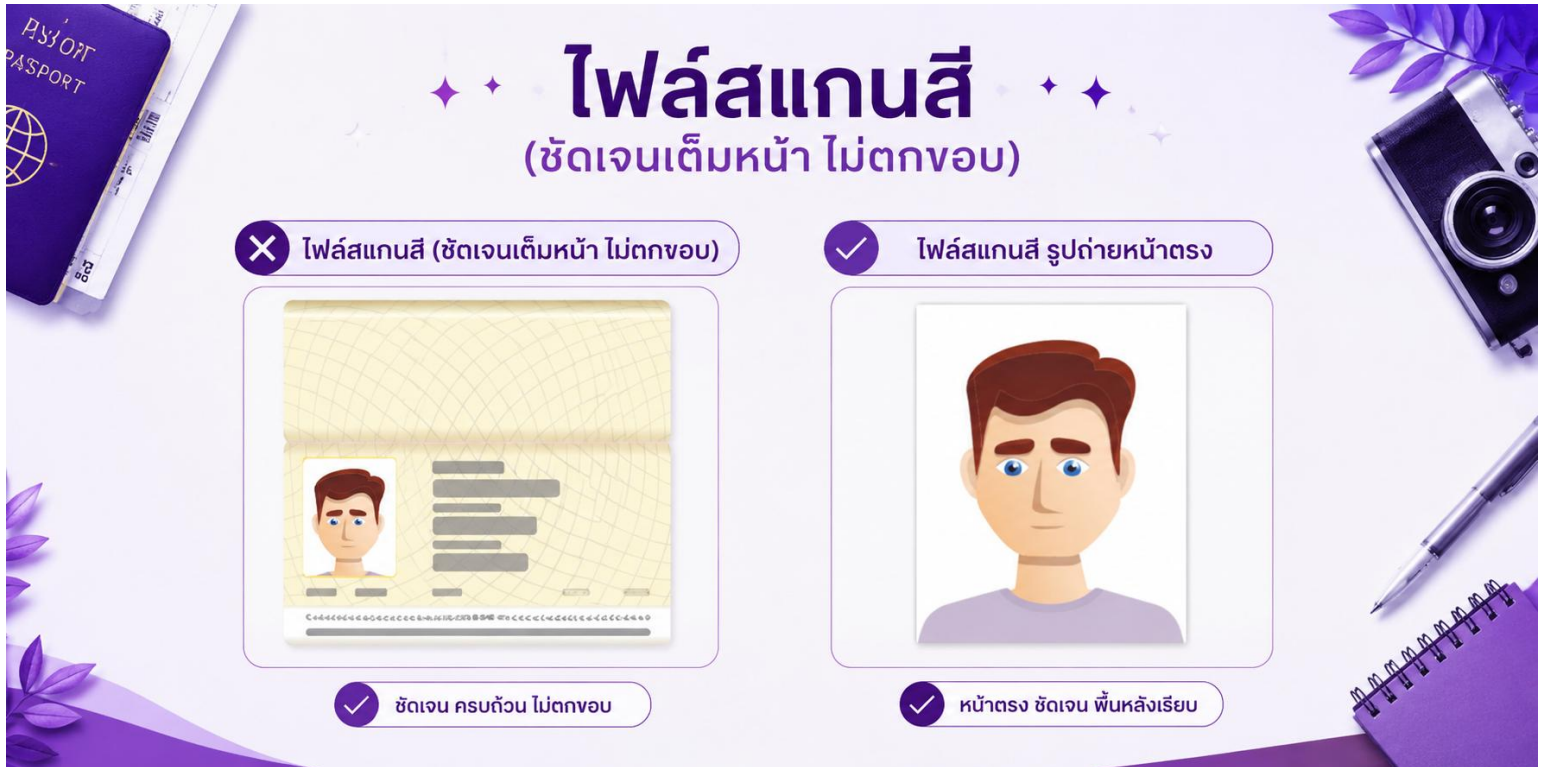 PASSPORT
ไฟล์สแกนสี
(ชัดเจนเต็มหน้า ไม่ตกขอบ)
ไฟล์สแกนสี (ชัดเจนเต็มหน้า ไม่ตกขอบ)
ไฟล์สแกนสี รูปถ่ายหน้าตรง
ชัดเจน ครบถ้วน ไม่ตกขอบ
หน้าตรง ชัดเจน พื้นหลังเรียบ